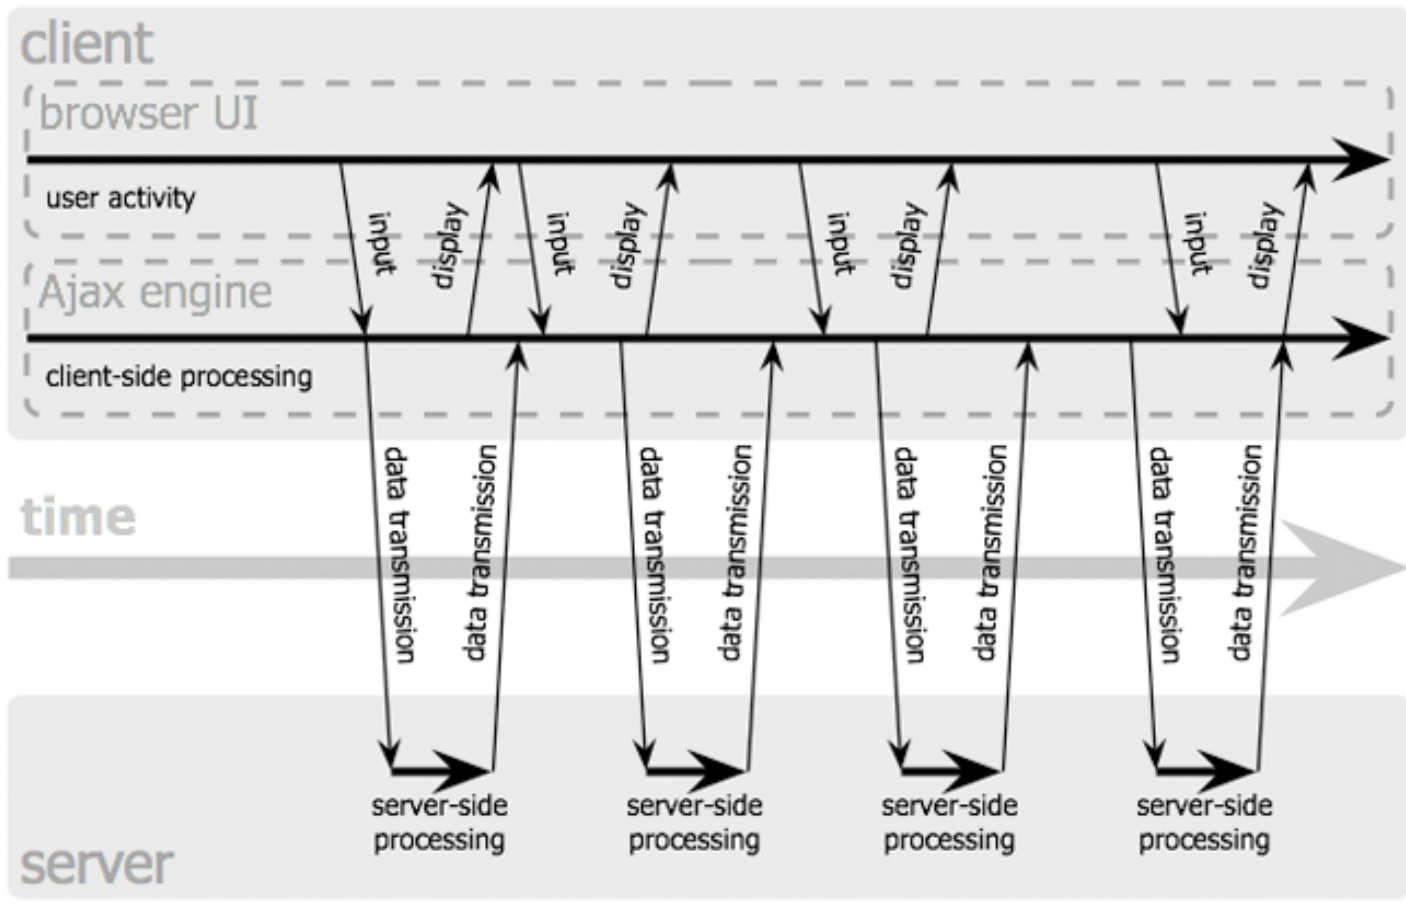 client
browser UI
user activity
input
display
input
display
input
display
input
display
Ajax engine
client-side processing
data transmission
data transmission
data transmission
data transmission
data transmission
data transmission
data transmission
data transmission
time
server-side
processing
server-side
processing
server-side
processing
server-side
processing
server